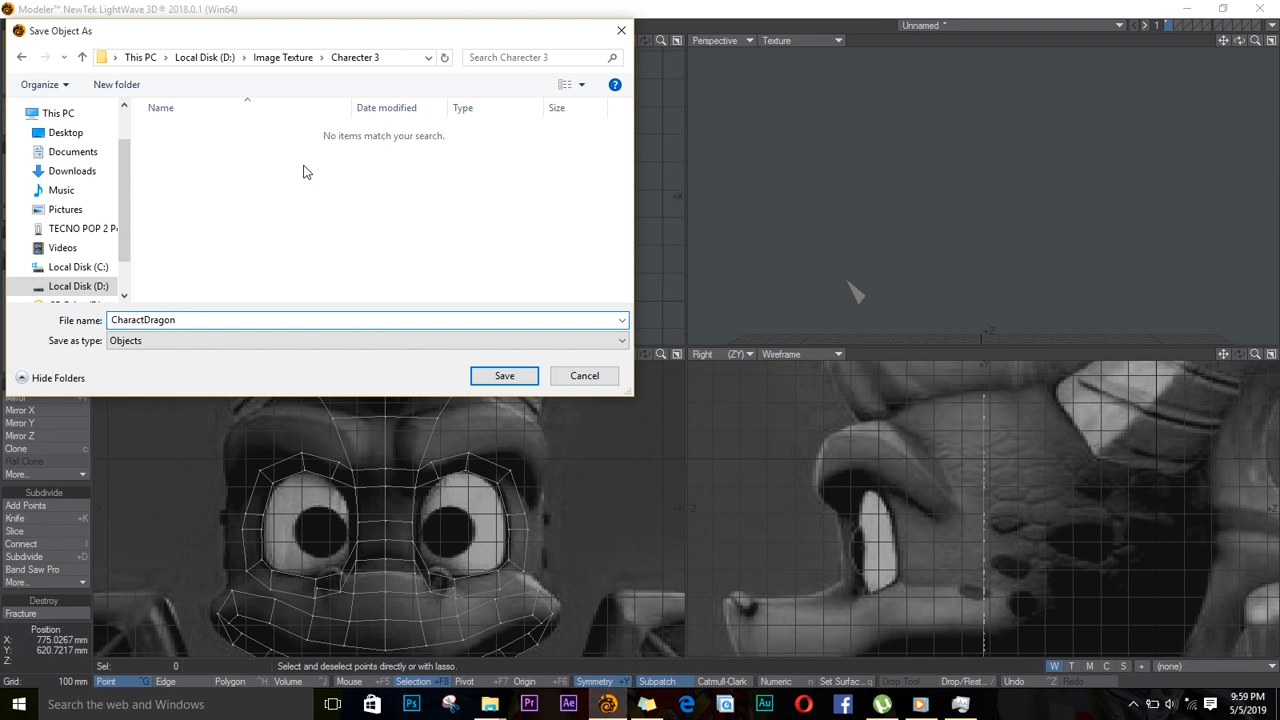 Modeler™ NewTek LightWave 3D® 2018.0.1 (Win64)
Save Object As
This PC > Local Disk (D:) > Image Texture > Charecter 3
Search Charecter 3
Organize
New folder
Name
Date modified
Type
Size
No items match your search.
This PC
Desktop
Documents
Downloads
Music
Pictures
TECNO POP 2 P
Videos
Local Disk (C:)
Local Disk (D:)
File name: CharactDragon
Save as type: Objects
Hide Folders
Save
Cancel
Unnamed *
1
Perspective
Texture
+X
+Z
Right (ZY)
Wireframe
Mirror X
Mirror Y
Mirror Z
Clone c
Rail Clone
More...
Subdivide
Add Points
Knife +K
Slice
Connect l
Subdivide +D
Band Saw Pro
More...
Destroy
Fracture
Position
X: 775.0267 mm
Y: 620.7217 mm
Z:
Sel: 0
Select and deselect points directly or with lasso.
W T M C S + (none)
Grid: 100 mm
Point ^G
Edge
Polygon ^H
Volume ^J
Mouse +F5
Selection +F8
Pivot +F7
Origin +F6
Symmetry +Y
Subpatch
Catmull-Clark
Numeric n
Set Surfac...
Drop Tool
Drop/Rest...
Undo
Redo
Search Windows
9:59 PM
5/5/2019